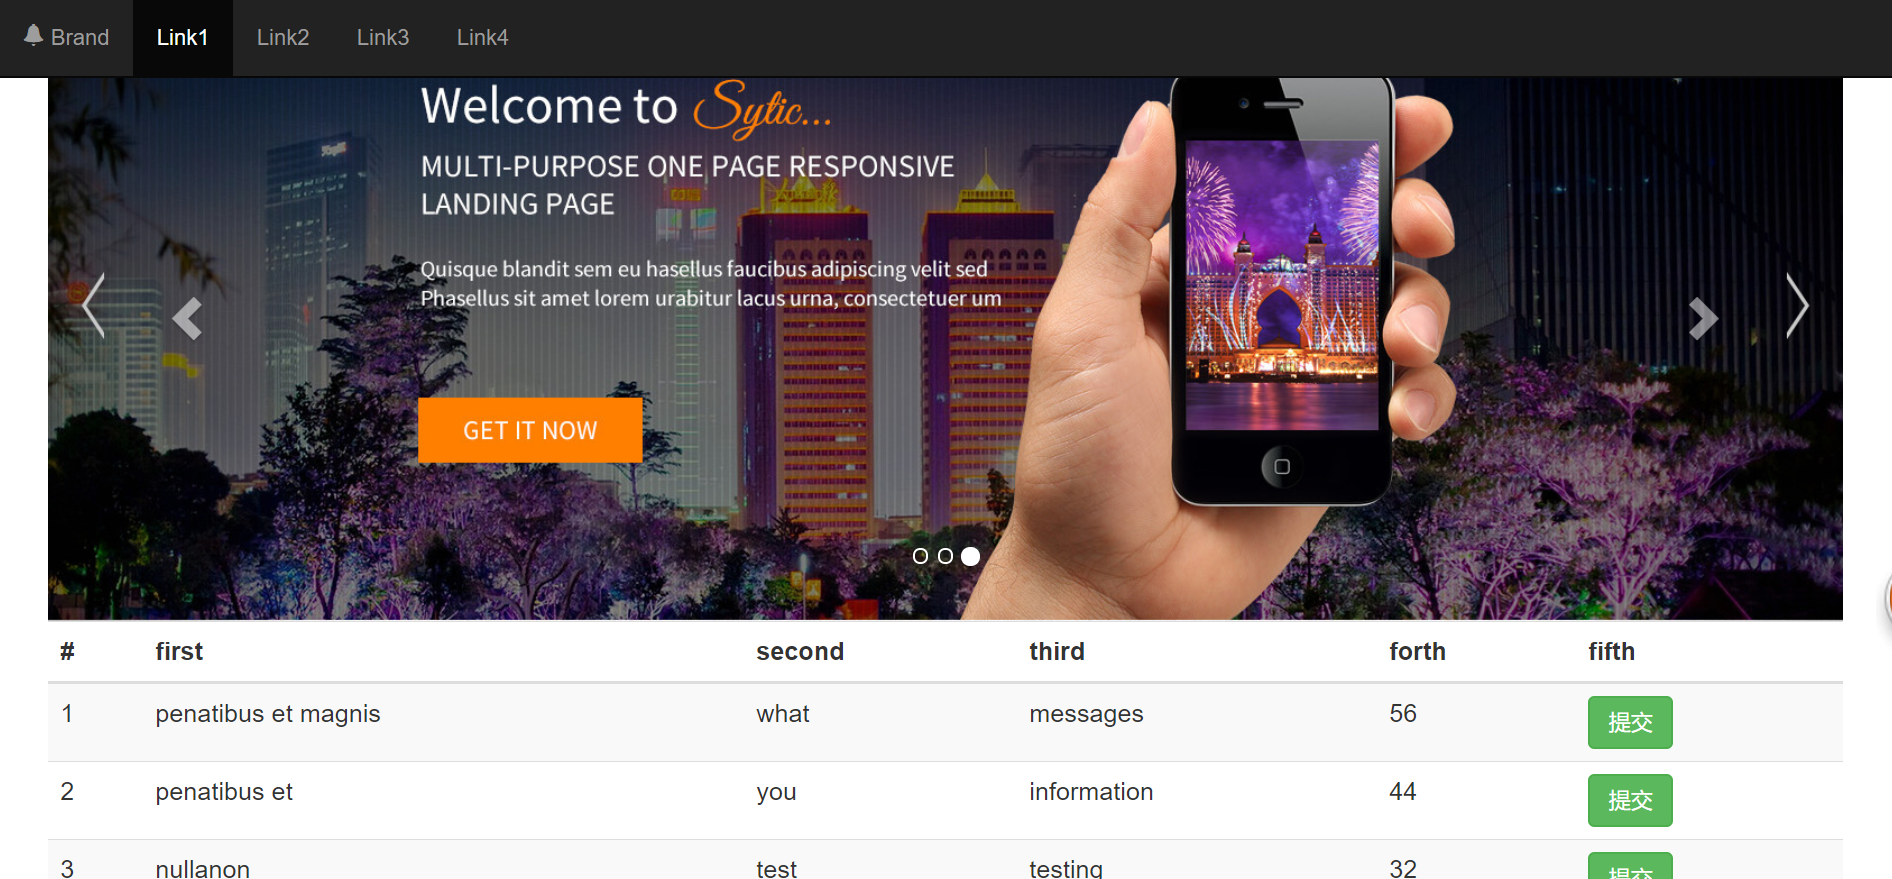 Brand Link1 Link2 Link3 Link4
Welcome to Sytic...
MULTI-PURPOSE ONE PAGE RESPONSIVE
LANDING PAGE
Quisque blandit sem eu hasellus faucibus adipiscing velit sed
Phasellus sit amet lorem urabitur lacus urna, consectetuer um
GET IT NOW
# first second third forth fifth
1 penatibus et magnis what messages 56 提交
2 penatibus et you information 44 提交
3 nullanon test testing 32 提交